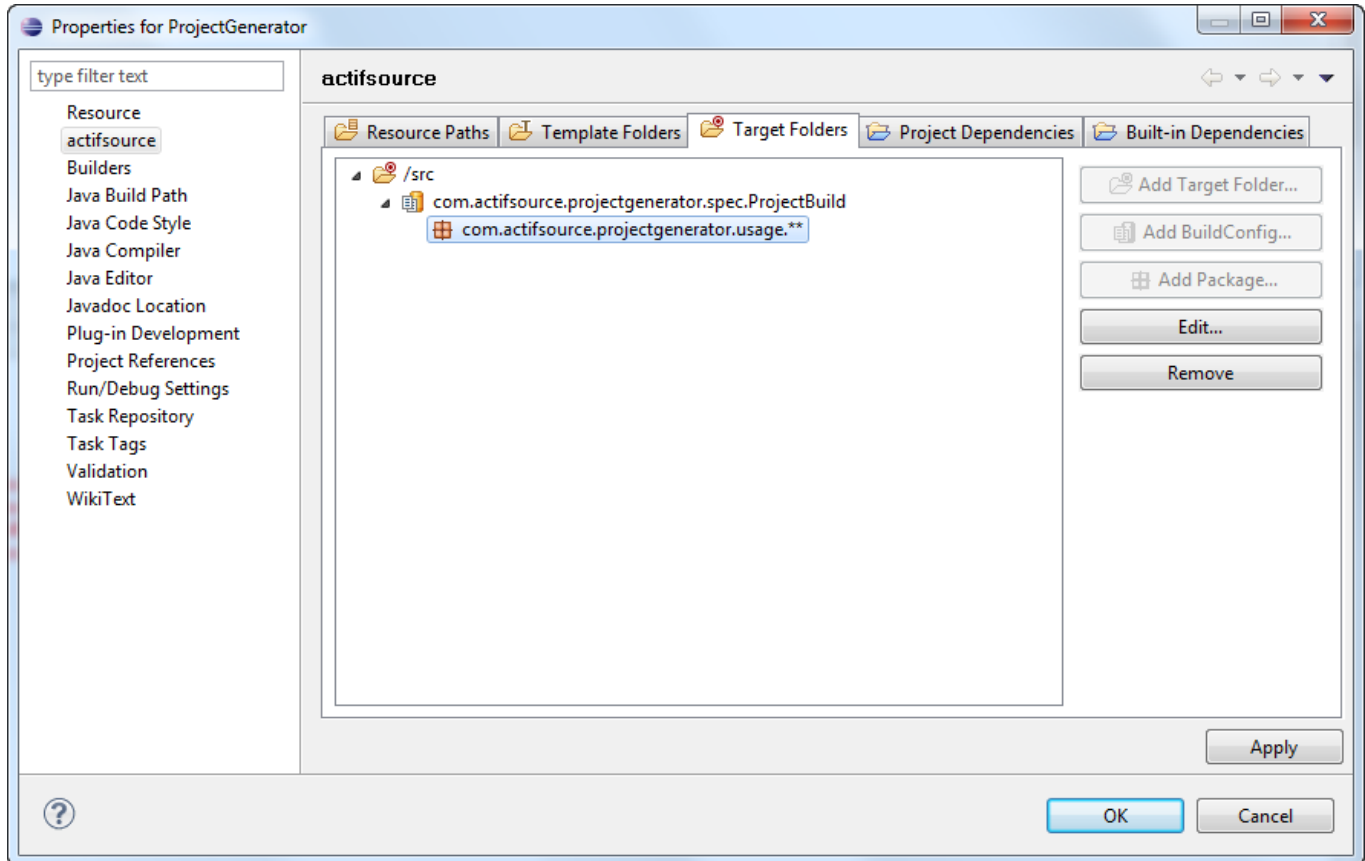 Properties for ProjectGenerator
type filter text
Resource
actifsource
Builders
Java Build Path
Java Code Style
Java Compiler
Java Editor
Javadoc Location
Plug-in Development
Project References
Run/Debug Settings
Task Repository
Task Tags
Validation
WikiText
actifsource
Resource Paths Template Folders Target Folders Project Dependencies Built-in Dependencies
/src
com.actifsource.projectgenerator.spec.ProjectBuild
com.actifsource.projectgenerator.usage.**
Add Target Folder...
Add BuildConfig...
Add Package...
Edit...
Remove
Apply
OK Cancel